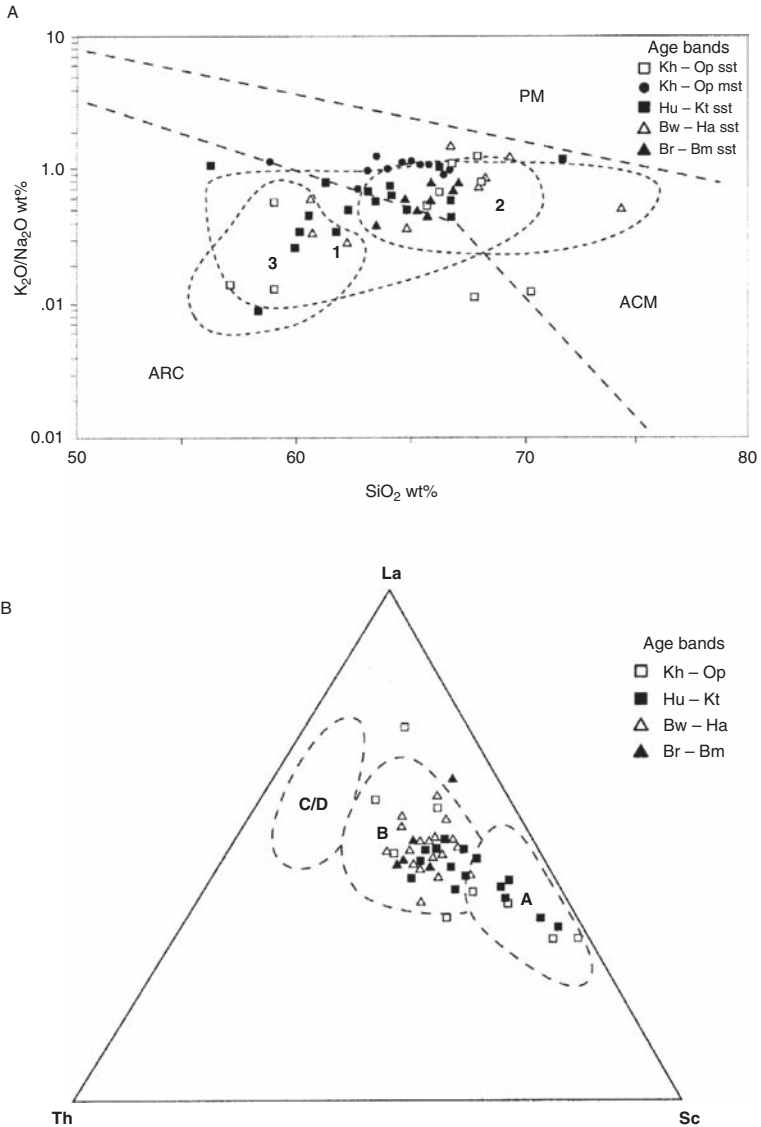 A
10
1.0
.01
0.01
K2O/Na2O wt%
50
60
70
80
SiO2 wt%
PM
ACM
ARC
1
2
3
Age bands
Kh – Op sst
Kh – Op mst
Hu – Kt sst
Bw – Ha sst
Br – Bm sst
B
La
Age bands
Kh – Op
Hu – Kt
Bw – Ha
Br – Bm
C/D
B
A
Th
Sc